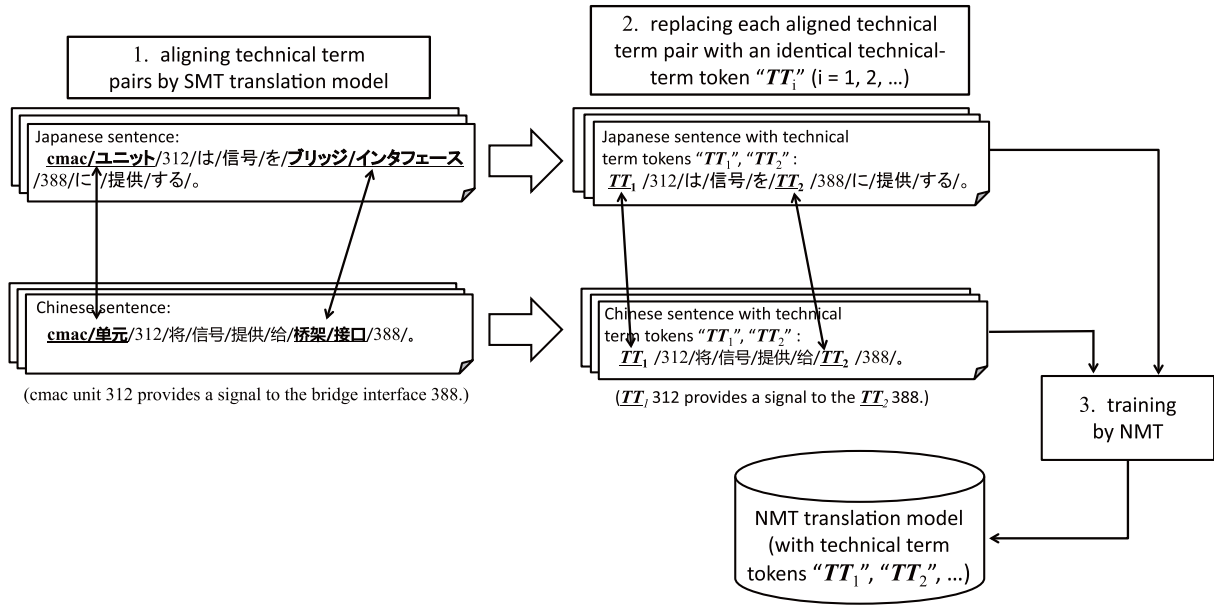 1. aligning technical term
pairs by SMT translation model
2. replacing each aligned technical
term pair with an identical technical-
term token “TTi” (i = 1, 2, …)
Japanese sentence:
cmac/ユニット/312/は/信号/を/ブリッジ/インタフェース
/388/に/提供/する/。
Japanese sentence with technical
term tokens “TT1”, “TT2” :
TT1 /312/は/信号/を/TT2 /388/に/提供/する/。
Chinese sentence:
cmac/单元/312/将/信号/提供/给/桥架/接口/388/。
(cmac unit 312 provides a signal to the bridge interface 388.)
Chinese sentence with technical
term tokens “TT1”, “TT2” :
TT1 /312/将/信号/提供/给/TT2 /388/。
(TT1 312 provides a signal to the TT2 388.)
3. training
by NMT
NMT translation model
(with technical term
tokens “TT1”, “TT2”, …)